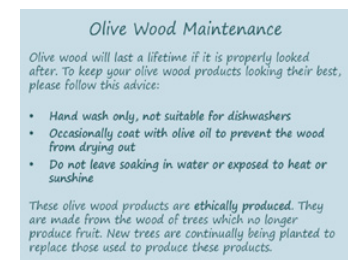 Olive Wood Maintenance
Olive wood will last a lifetime if it is properly looked
after. To keep your olive wood products looking their best,
please follow this advice:
• Hand wash only, not suitable for dishwashers
• Occasionally coat with olive oil to prevent the wood
from drying out
• Do not leave soaking in water or exposed to heat or
sunshine
These olive wood products are ethically produced. They
are made from the wood of trees which no longer
produce fruit. New trees are continually being planted to
replace those used to produce these products.